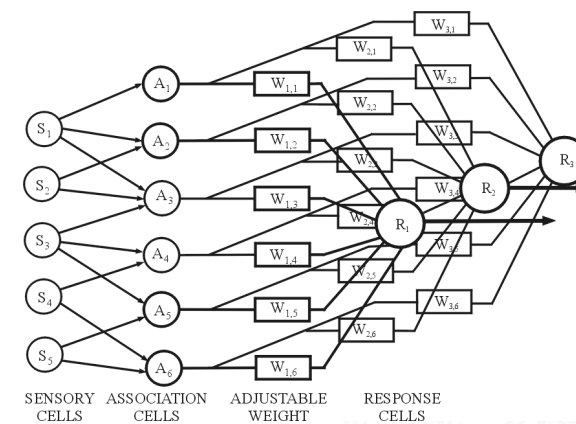 W3,1
W2,1
W3,2
A1
W1,1
W2,2
S1
W3,3
A2
W1,2
W2,3
R3
S2
A3
W1,3
W3,4
R2
W2,4
R1
S3
A4
W1,4
W3,5
W2,5
S4
A5
W1,5
W3,6
W2,6
S5
A6
W1,6
SENSORY ASSOCIATION ADJUSTABLE RESPONSE
CELLS CELLS WEIGHT CELLS